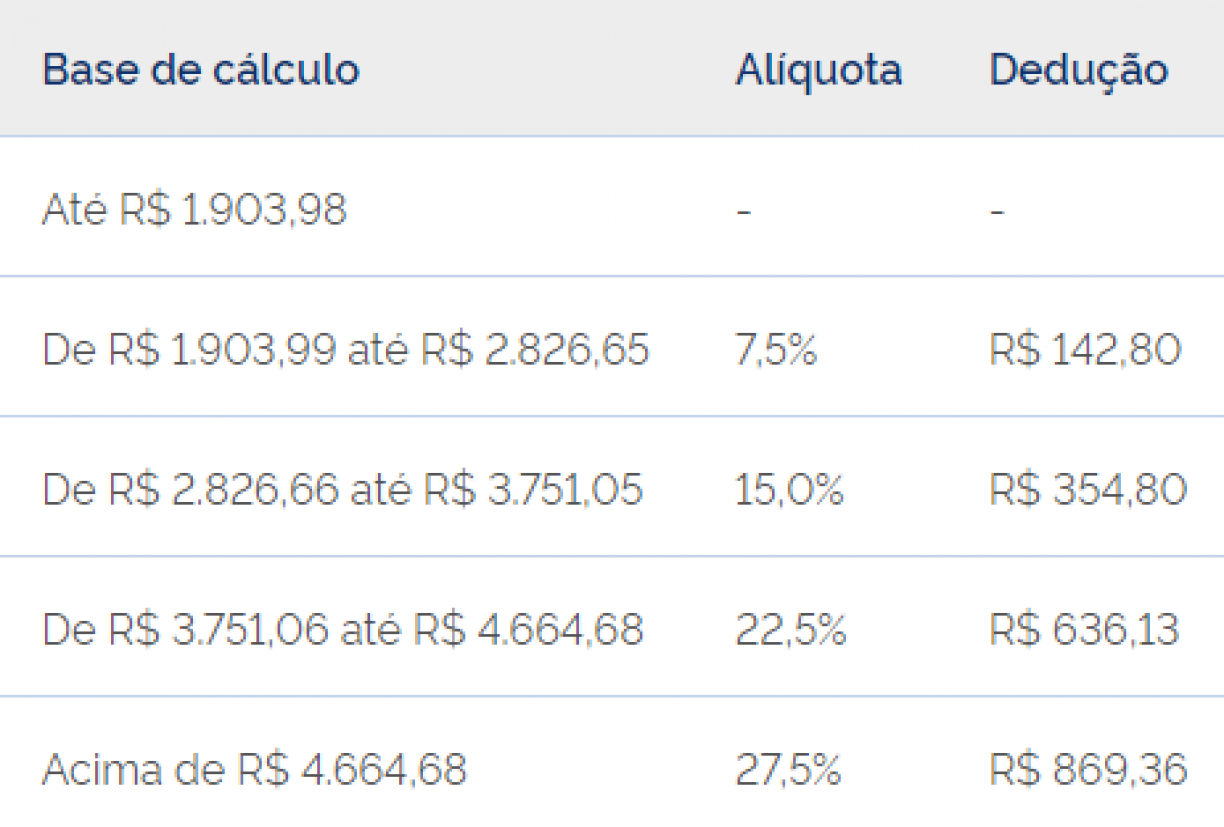 Base de cálculo Alíquota Dedução
Até R$ 1.903,98 - -
De R$ 1.903,99 até R$ 2.826,65 7,5% R$ 142,80
De R$ 2.826,66 até R$ 3.751,05 15,0% R$ 354,80
De R$ 3.751,06 até R$ 4.664,68 22,5% R$ 636,13
Acima de R$ 4.664,68 27,5% R$ 869,36